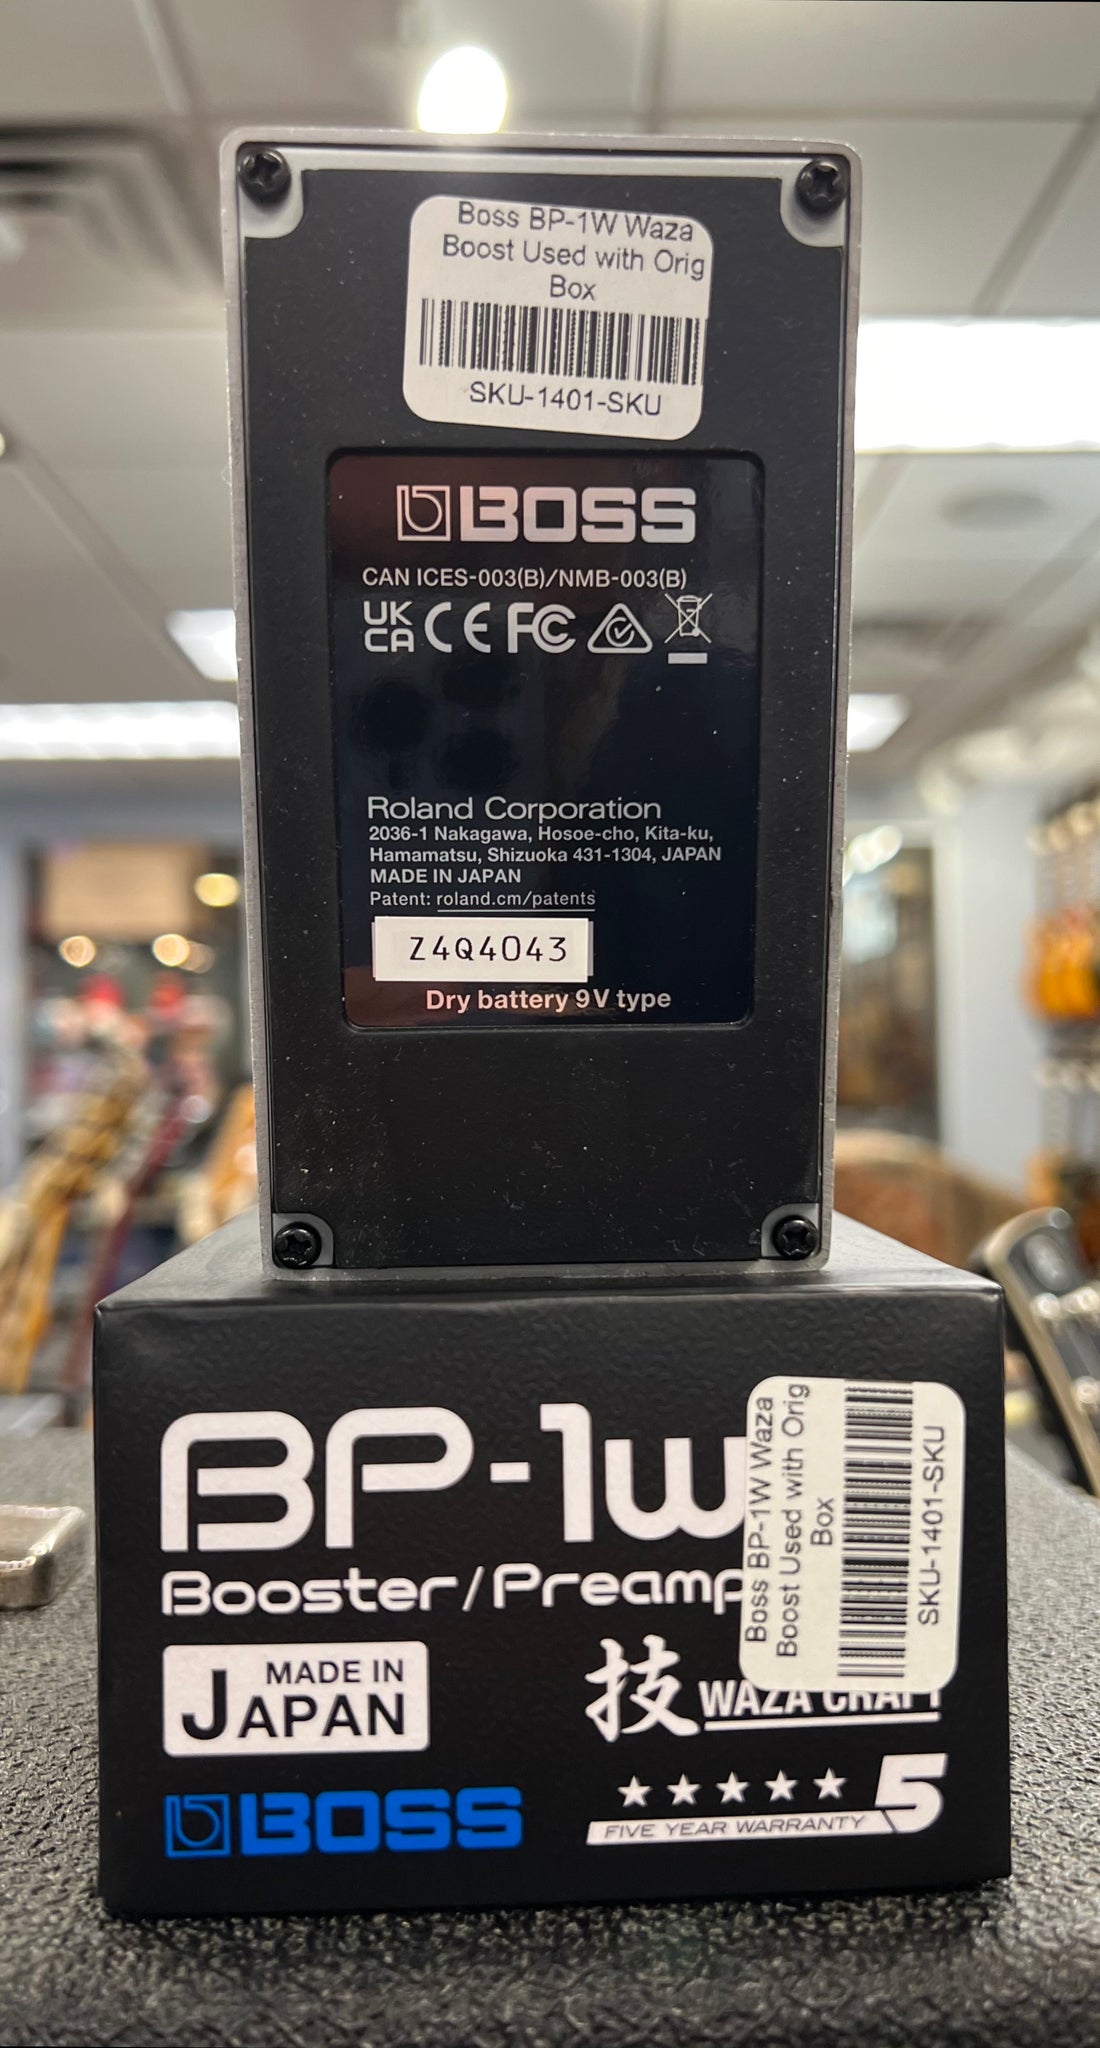 Boss BP-1W Waza
Boost Used with Orig
Box
SKU-1401-SKU
BOSS
CAN ICES-003(B)/NMB-003(B)
UK
CA CE FC
Roland Corporation
2036-1 Nakagawa, Hosoe-cho, Kita-ku,
Hamamatsu, Shizuoka 431-1304, JAPAN
MADE IN JAPAN
Patent: roland.cm/patents
Z4Q4043
Dry battery 9V type
BP-1W
Booster/Preamp
MADE IN
JAPAN
技 WAZA CRAFT
BOSS
5
FIVE YEAR WARRANTY
Boss BP-1W Waza
Boost Used with Orig
Box
SKU-1401-SKU